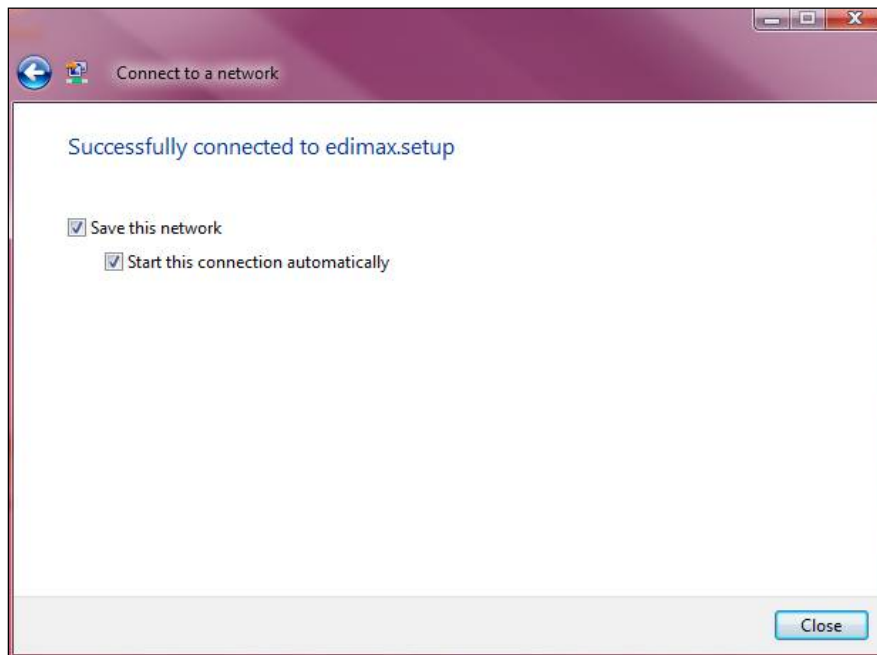 Connect to a network
Successfully connected to edimax.setup
Save this network
Start this connection automatically
Close